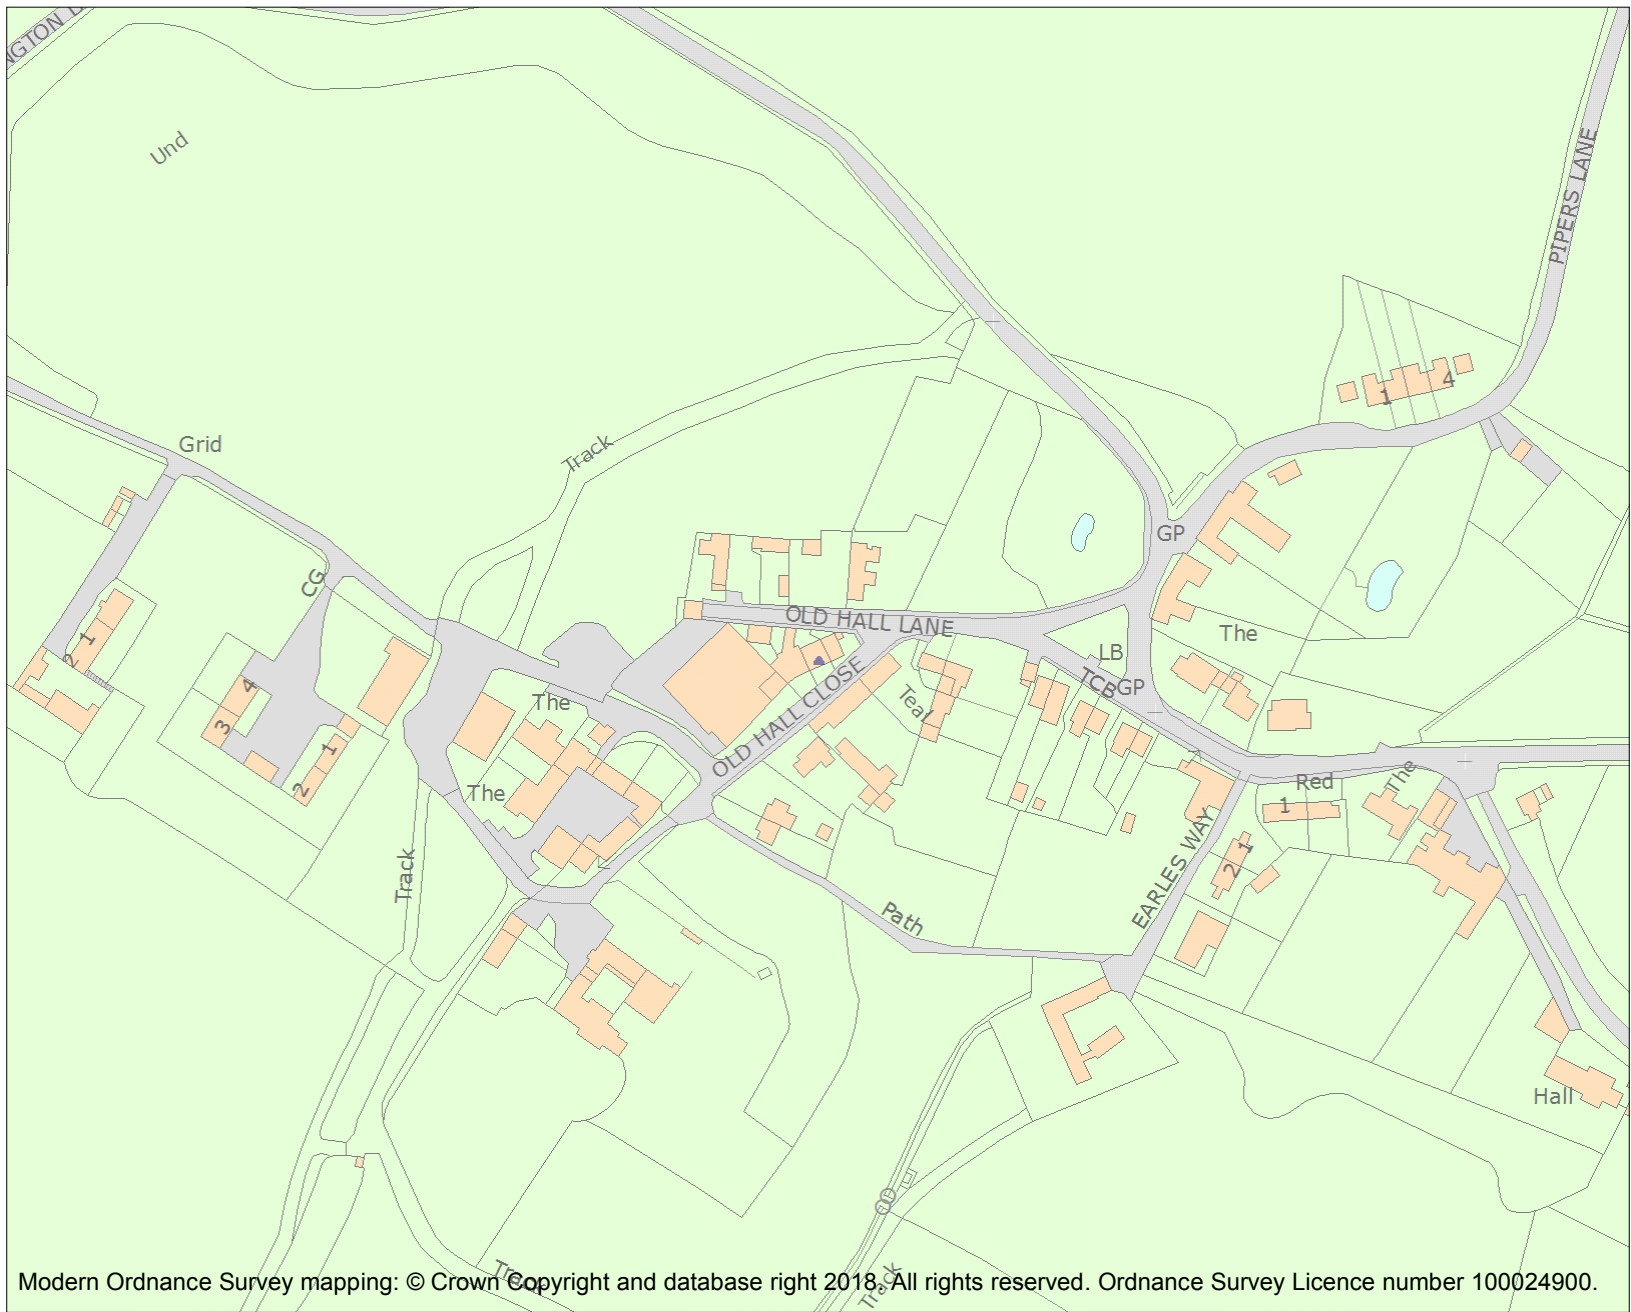 NGTON L
Und
PIPERS LANE
1
4
Grid
Track
GP
CG
OLD HALL LANE
The
LB
TCB
GP
1
2
4
3
The
Teal
OLD HALL CLOSE
1
2
The
Red
1
The
EARLES WAY
1
2
Track
Path
Hall
Track
Track
Modern Ordnance Survey mapping: © Crown Copyright and database right 2018. All rights reserved. Ordnance Survey Licence number 100024900.